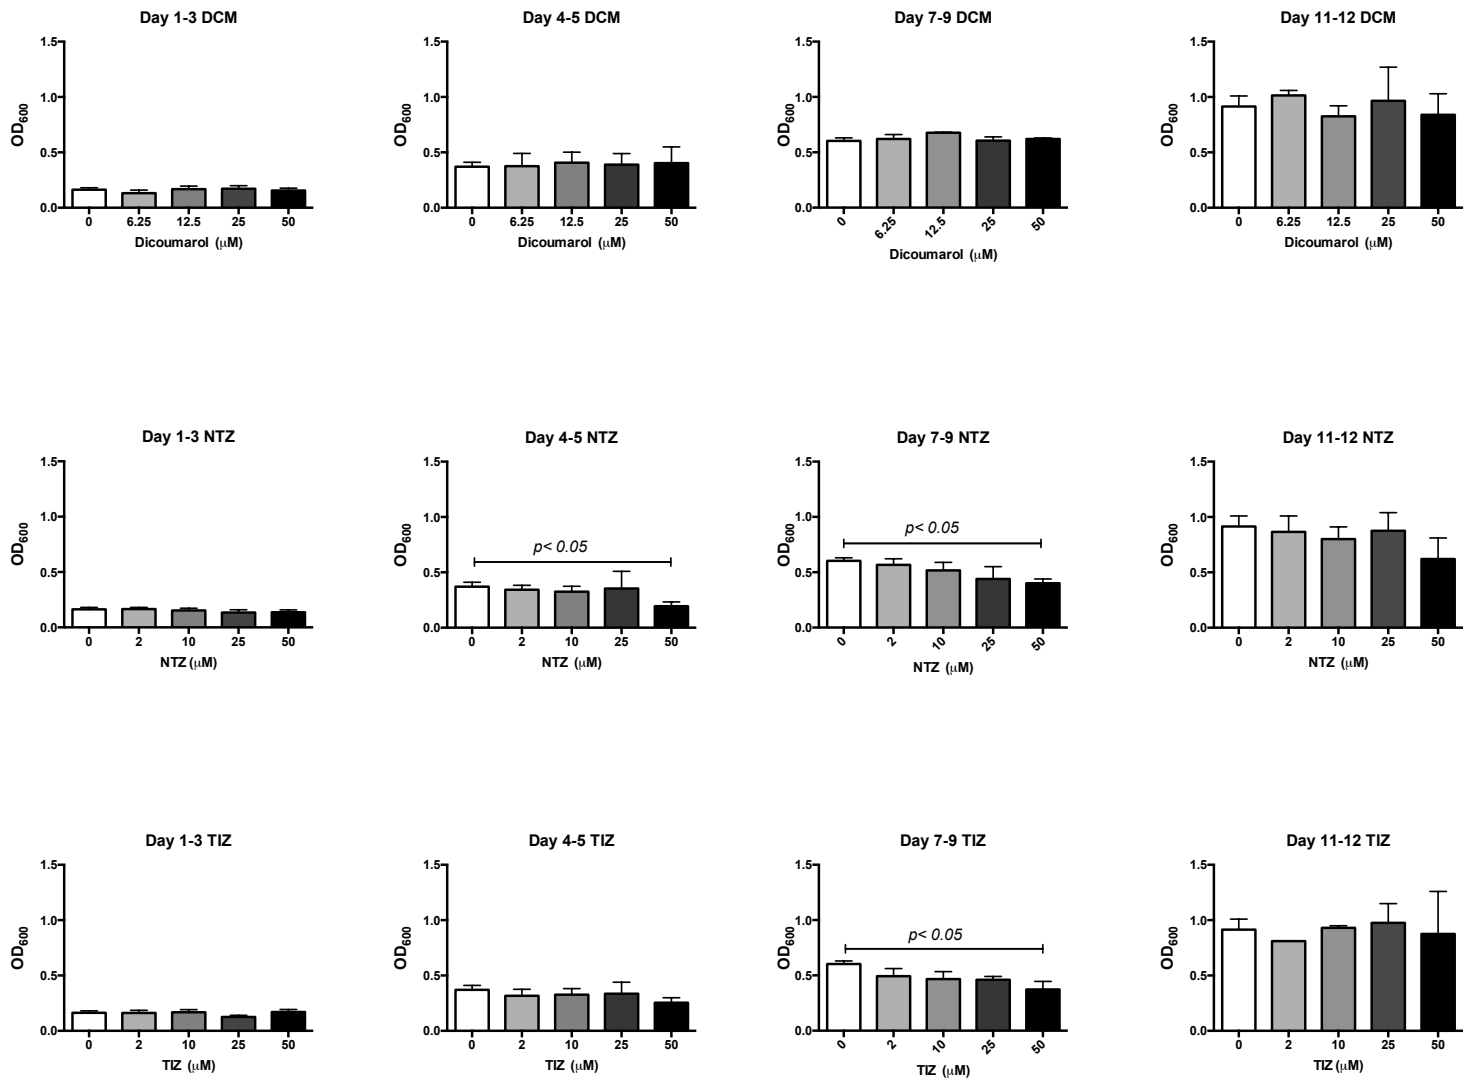 Day 1-3 DCM
1.5
1.0
0.5
0.0
OD600
0 6.25 12.5 25 50
Dicoumarol (μM)
Day 4-5 DCM
1.5
1.0
0.5
0.0
OD600
0 6.25 12.5 25 50
Dicoumarol (μM)
Day 7-9 DCM
1.5
1.0
0.5
0.0
OD600
0 6.25 12.5 25 50
Dicoumarol (μM)
Day 11-12 DCM
1.5
1.0
0.5
0.0
OD600
0 6.25 12.5 25 50
Dicoumarol (μM)
Day 1-3 NTZ
1.5
1.0
0.5
0.0
OD600
0 2 10 25 50
NTZ (μM)
Day 4-5 NTZ
1.5
1.0
0.5
0.0
OD600
p< 0.05
0 2 10 25 50
NTZ (μM)
Day 7-9 NTZ
1.5
1.0
0.5
0.0
OD600
p< 0.05
0 2 10 25 50
NTZ (μM)
Day 11-12 NTZ
1.5
1.0
0.5
0.0
OD600
0 2 10 25 50
NTZ (μM)
Day 1-3 TIZ
1.5
1.0
0.5
0.0
OD600
0 2 10 25 50
TIZ (μM)
Day 4-5 TIZ
1.5
1.0
0.5
0.0
OD600
0 2 10 25 50
TIZ (μM)
Day 7-9 TIZ
1.5
1.0
0.5
0.0
OD600
p< 0.05
0 2 10 25 50
TIZ (μM)
Day 11-12 TIZ
1.5
1.0
0.5
0.0
OD600
0 2 10 25 50
TIZ (μM)